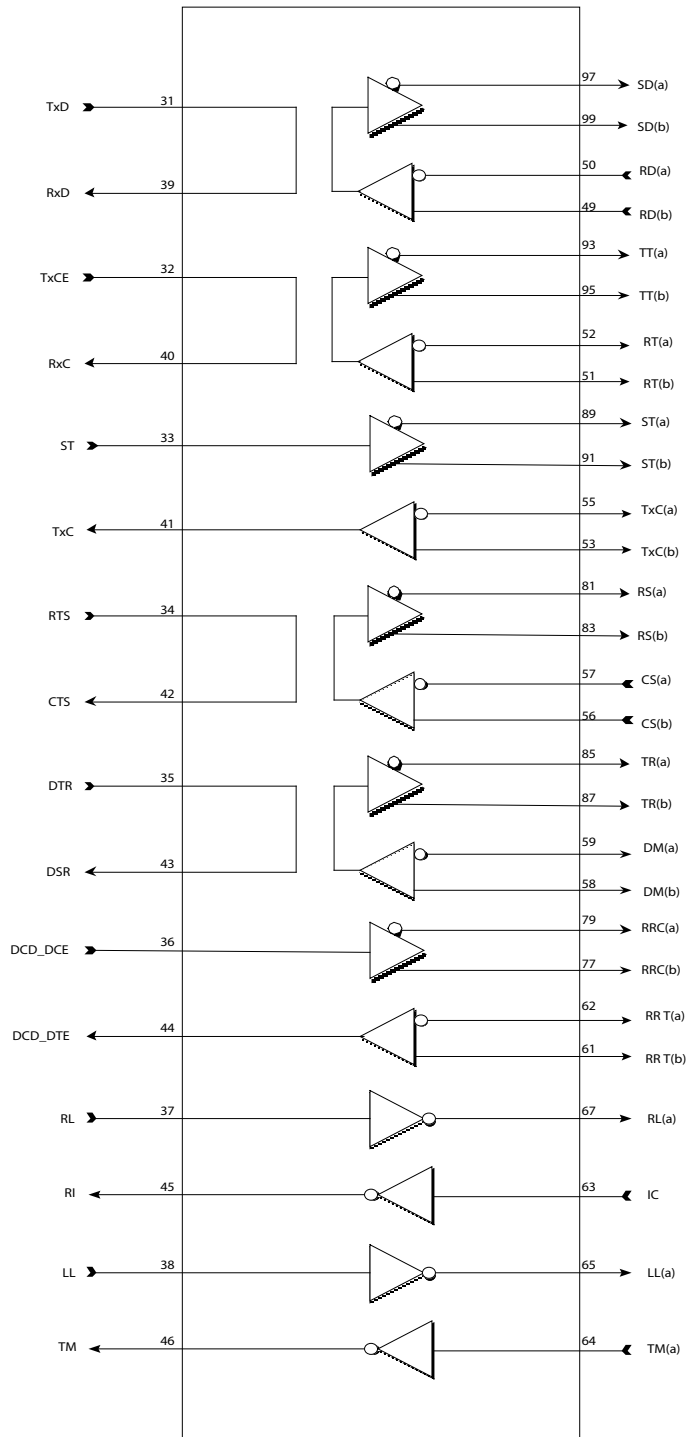 TxD 31 97 SD(a)
99 SD(b)
50 RD(a)
RxD 39 49 RD(b)
TxCE 32 93 TT(a)
95 TT(b)
52 RT(a)
RxC 40 51 RT(b)
ST 33 89 ST(a)
91 ST(b)
55 TxC(a)
TxC 41 53 TxC(b)
RTS 34 81 RS(a)
83 RS(b)
57 CS(a)
CTS 42 56 CS(b)
DTR 35 85 TR(a)
87 TR(b)
59 DM(a)
DSR 43 58 DM(b)
DCD_DCE 36 79 RRC(a)
77 RRC(b)
62 RR T(a)
DCD_DTE 44 61 RR T(b)
RL 37 67 RL(a)
RI 45 63 IC
LL 38 65 LL(a)
TM 46 64 TM(a)